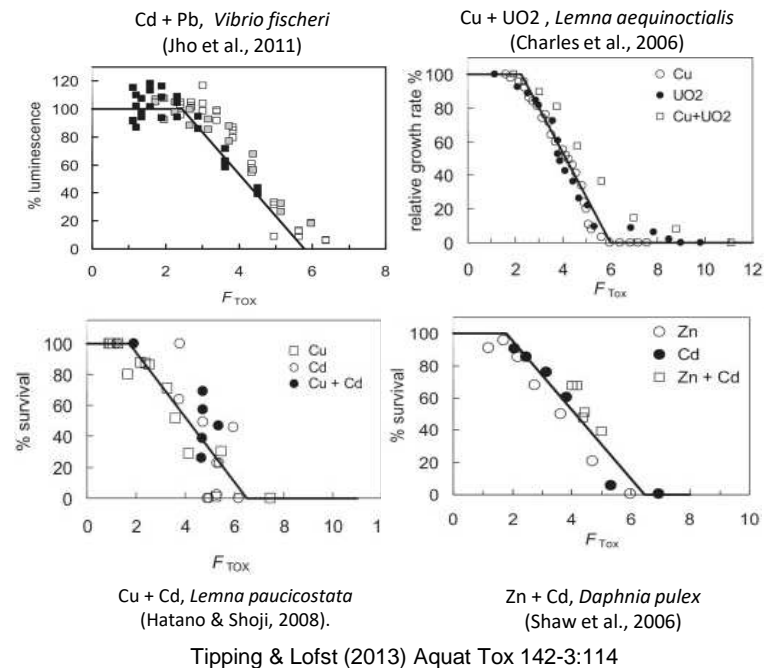 Cd + Pb, Vibrio fischeri
(Jho et al., 2011)
Cu + UO2 , Lemna aequinoctialis
(Charles et al., 2006)
% luminescence
120
100
80
60
40
20
0
0 2 4 6 8
FTOX
relative growth rate %
100
80
60
40
20
0
Cu
UO2
Cu+UO2
0 2 4 6 8 10 12
FTox
% survival
100
80
60
40
20
0
Cu
Cd
Cu + Cd
0 2 4 6 8 10 1
FTOX
% survival
100
80
60
40
20
0
Zn
Cd
Zn + Cd
0 2 4 6 8 10
FTox
Cu + Cd, Lemna paucicostata
(Hatano & Shoji, 2008).
Zn + Cd, Daphnia pulex
(Shaw et al., 2006)
Tipping & Lofst (2013) Aquat Tox 142-3:114